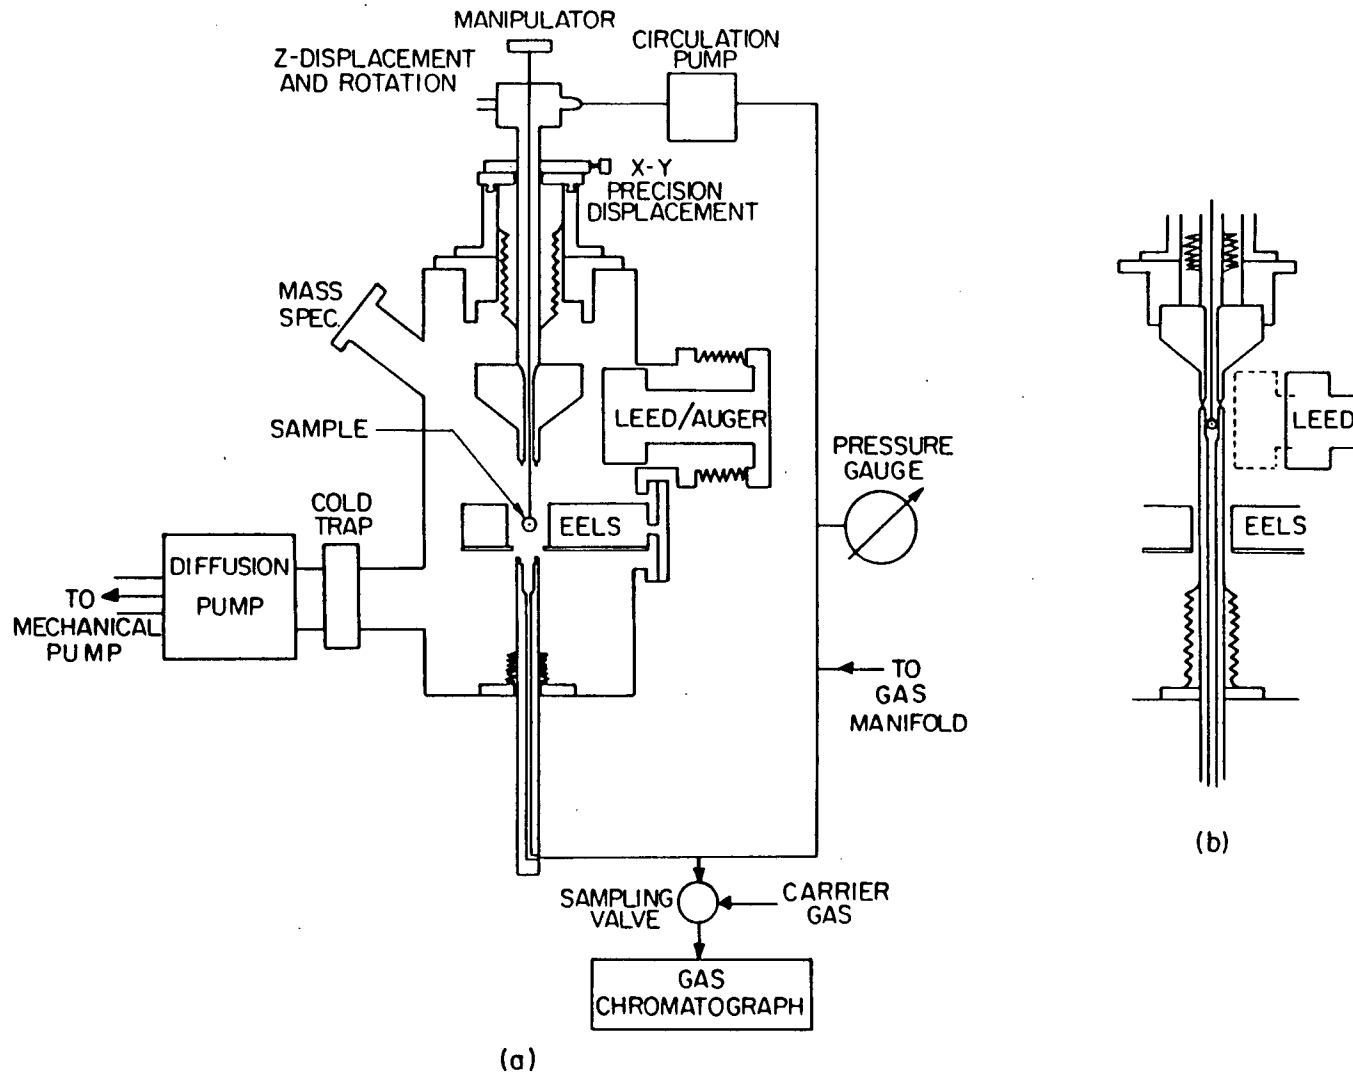 MANIPULATOR
Z-DISPLACEMENT
AND ROTATION
CIRCULATION
PUMP
X-Y
PRECISION
DISPLACEMENT
MASS
SPEC.
LEED/AUGER
SAMPLE
PRESSURE
GAUGE
COLD
TRAP
EELS
DIFFUSION
PUMP
TO
MECHANICAL
PUMP
TO
GAS
MANIFOLD
SAMPLING
VALVE
CARRIER
GAS
GAS
CHROMATOGRAPH
(a)
LEED
EELS
(b)